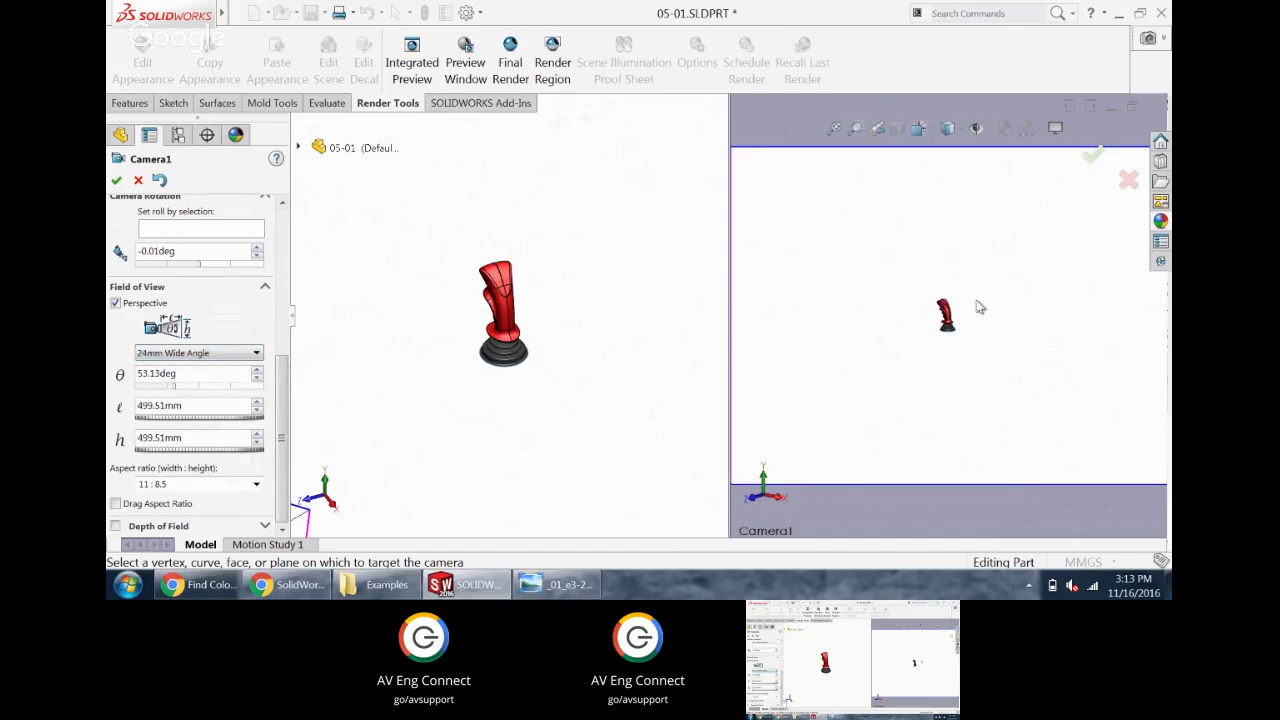 SOLIDWORKS
05-01.SLDPRT *
Search Commands
Google
Edit Appearance
Copy Appearance
Paste Appearance
Edit Scene
Edit Decal
Integrated Preview
Preview Window
Final Render
Render Region
Scene Illumination Proof Sheet
Options
Schedule Render
Recall Last Render
Features
Sketch
Surfaces
Mold Tools
Evaluate
Render Tools
SOLIDWORKS Add-Ins
05-01 (Defaul...
Camera1
Camera Rotation
Set roll by selection:
-0.01deg
Field of View
Perspective
24mm Wide Angle
θ 53.13deg
ℓ 499.51mm
h 499.51mm
Aspect ratio (width : height):
11 : 8.5
Drag Aspect Ratio
Depth of Field
Y
Z
X
Y
Z
X
Camera1
Model
Motion Study 1
Select a vertex, curve, face, or plane on which to target the camera
Editing Part
MMGS
Find Colo...
SolidWor...
Examples
SOLIDW...
_01_e3-2...
3:13 PM
11/16/2016
AV Eng Connect
go/avsupport
AV Eng Connect
go/avsupport